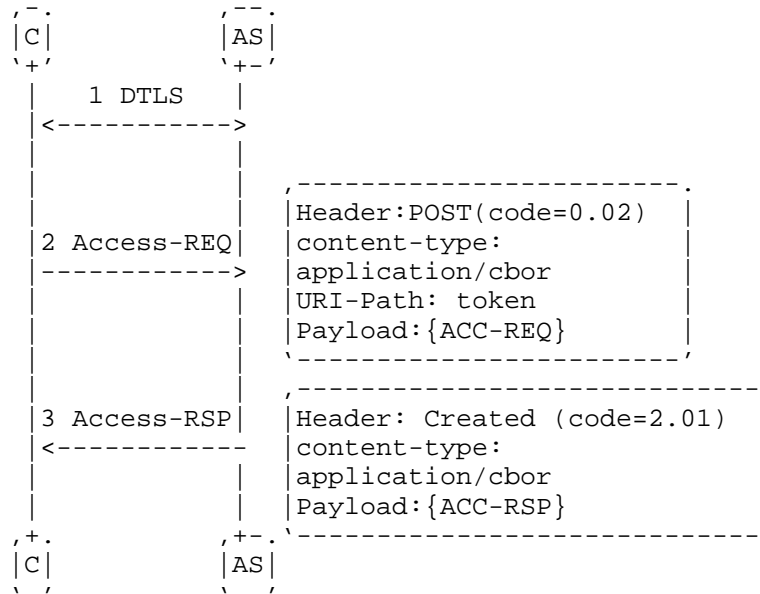 C AS
1 DTLS
Header:POST(code=0.02)
2 Access-REQ content-type:
application/cbor
URI-Path: token
Payload:{ACC-REQ}
3 Access-RSP Header: Created (code=2.01)
content-type:
application/cbor
Payload:{ACC-RSP}
C AS